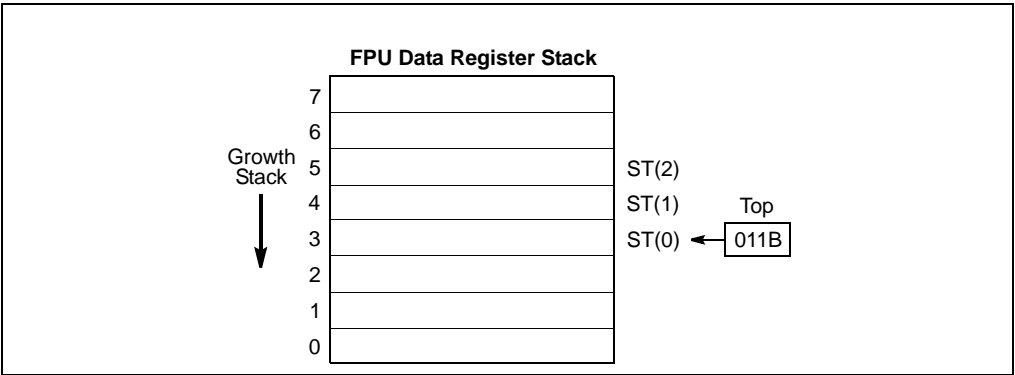 FPU Data Register Stack
7
6
Growth
Stack
5
ST(2)
4
ST(1)
Top
3
ST(0)
011B
2
1
0